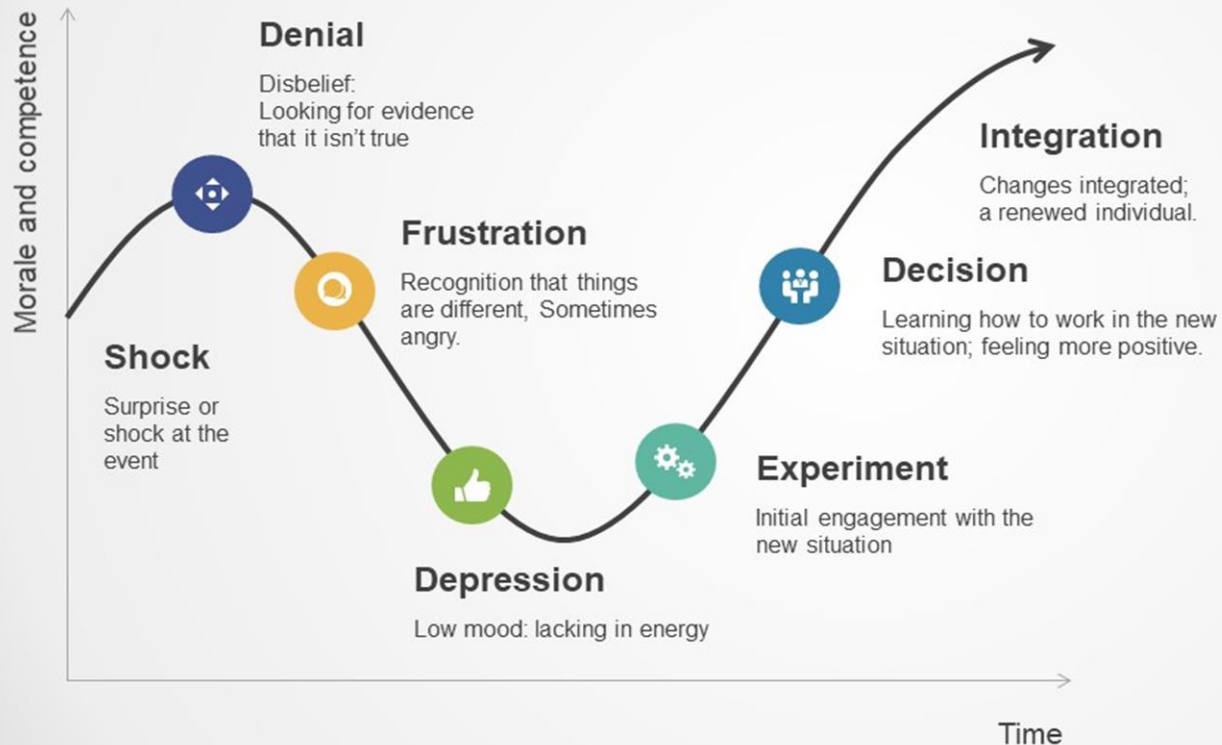 Morale and competence
Denial
Disbelief:
Looking for evidence
that it isn't true
Frustration
Recognition that things
are different, Sometimes
angry.
Shock
Surprise or
shock at the
event
Depression
Low mood: lacking in energy
Experiment
Initial engagement with the
new situation
Decision
Learning how to work in the new
situation; feeling more positive.
Integration
Changes integrated;
a renewed individual.
Time